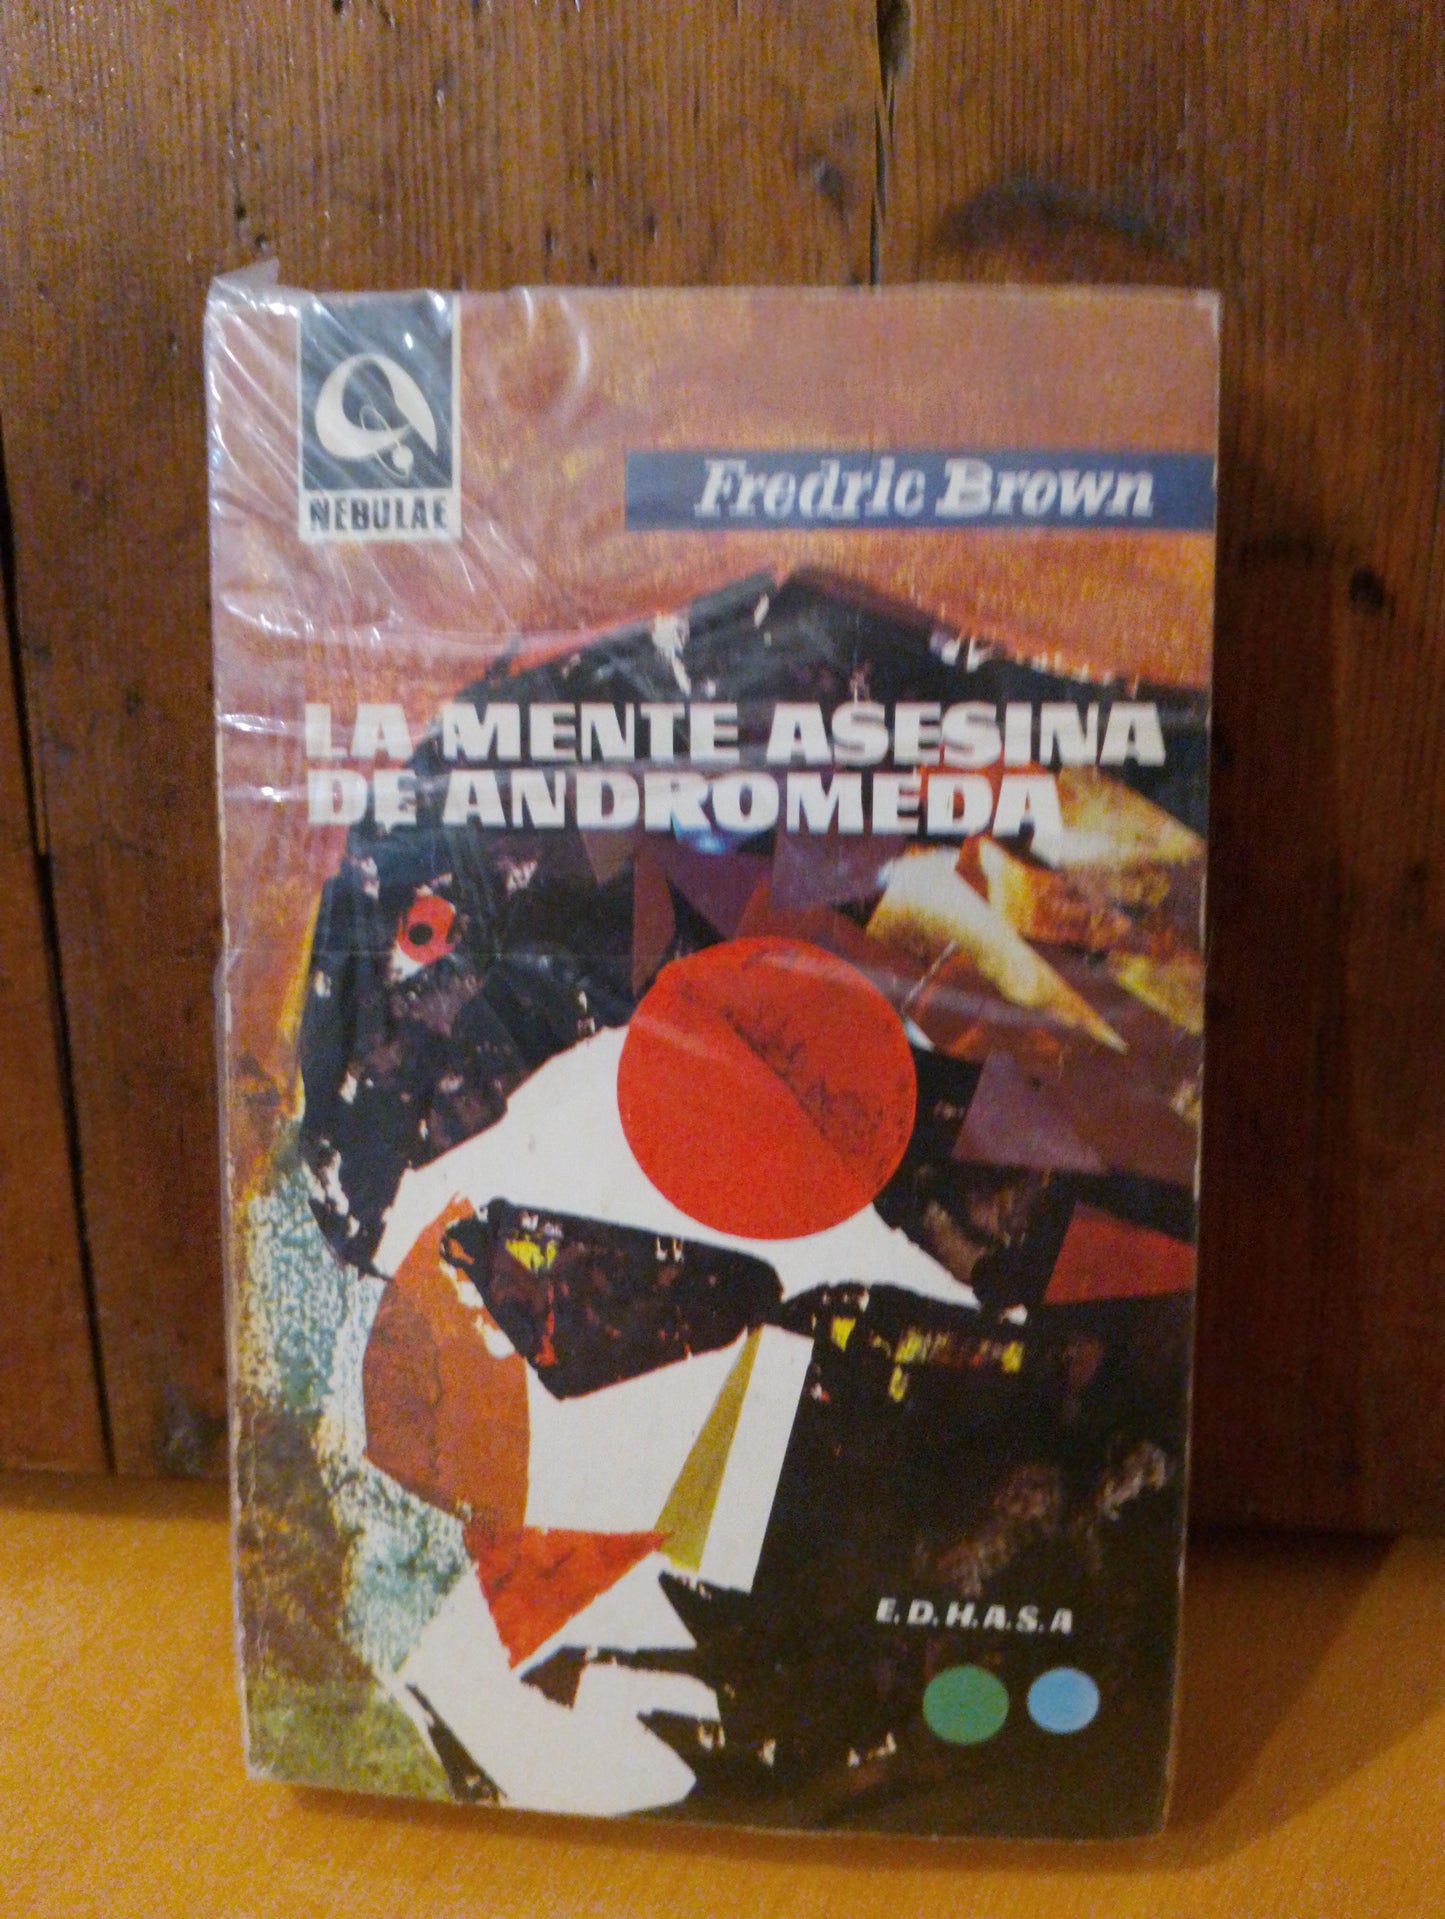 NEBULAE
Fredric Brown
LA MENTE ASESINA
DE ANDROMEDA
E.D.H.A.S.A